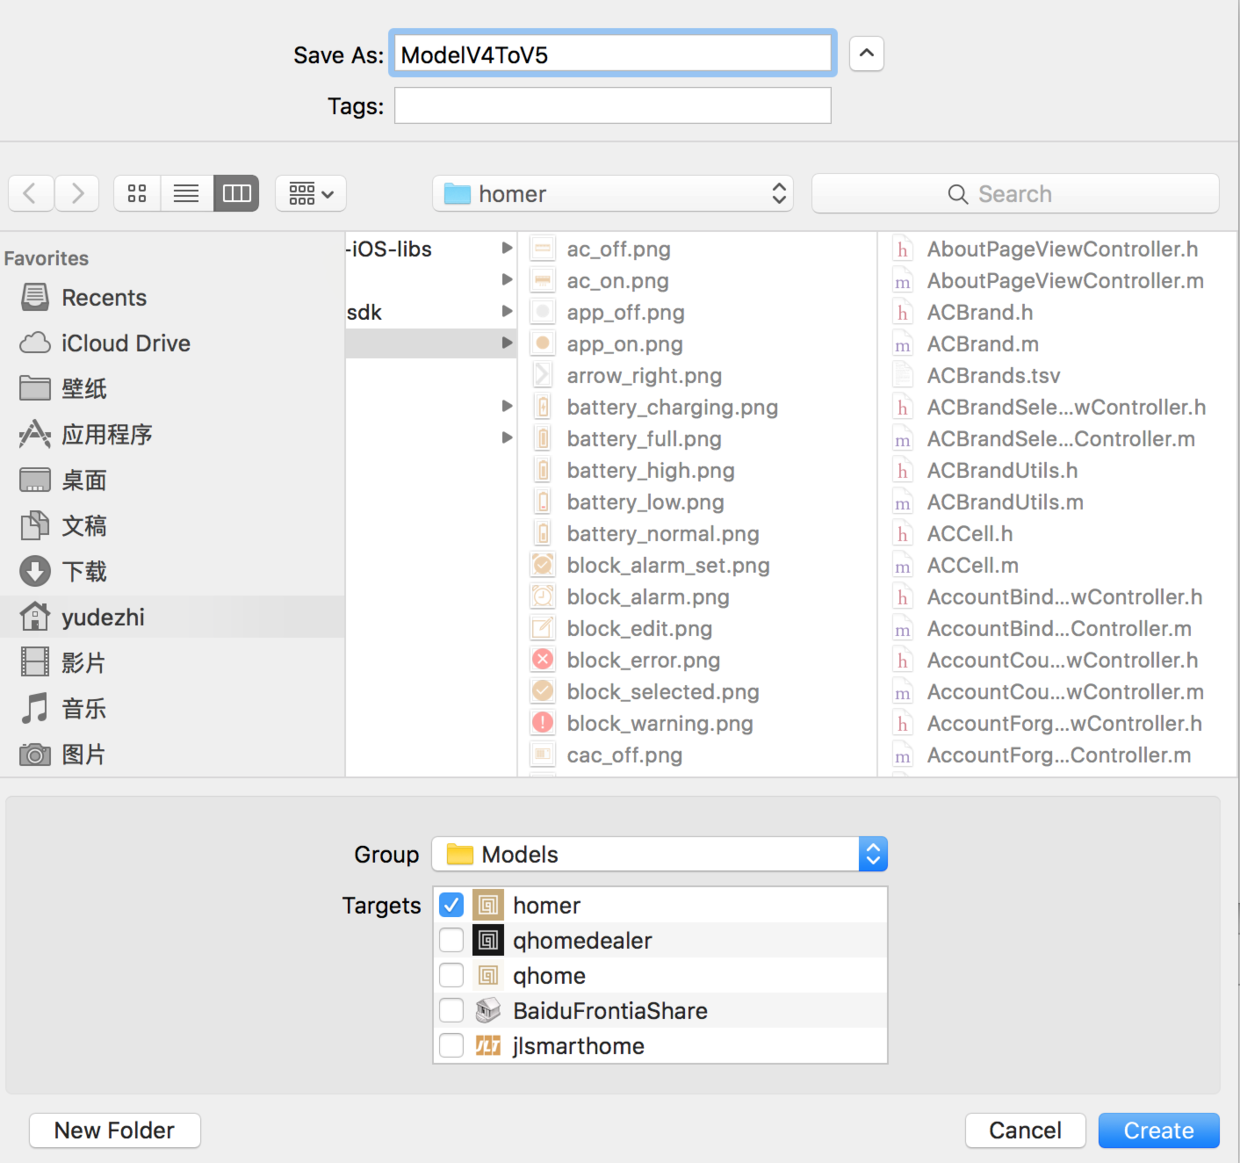 Save As: ModelV4ToV5
Tags:
homer
Search
Favorites
Recents
iCloud Drive
壁纸
应用程序
桌面
文稿
下载
yudezhi
影片
音乐
图片
-iOS-libs
sdk
ac_off.png
ac_on.png
app_off.png
app_on.png
arrow_right.png
battery_charging.png
battery_full.png
battery_high.png
battery_low.png
battery_normal.png
block_alarm_set.png
block_alarm.png
block_edit.png
block_error.png
block_selected.png
block_warning.png
cac_off.png
h AboutPageViewController.h
m AboutPageViewController.m
h ACBrand.h
m ACBrand.m
ACBrands.tsv
h ACBrandSele...wController.h
m ACBrandSele...Controller.m
h ACBrandUtils.h
m ACBrandUtils.m
h ACCell.h
m ACCell.m
h AccountBind...wController.h
m AccountBind...Controller.m
h AccountCou...wController.h
m AccountCou...wController.m
h AccountForg...wController.h
m AccountForg...Controller.m
Group Models
Targets
homer
qhomedealer
qhome
BaiduFrontiaShare
JLT jlsmarthome
New Folder
Cancel
Create